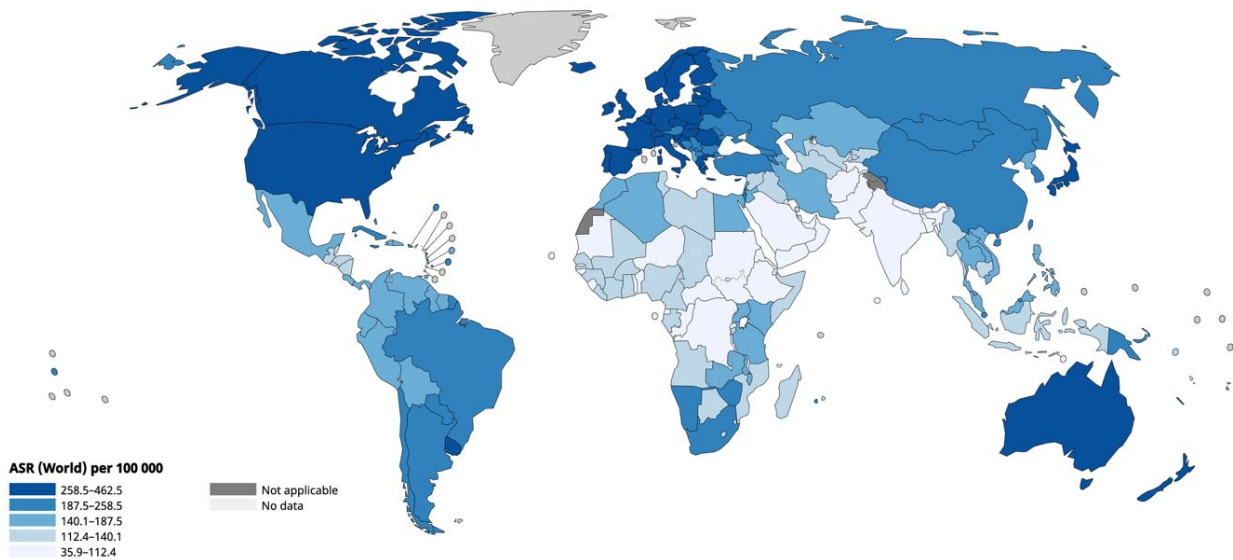 ASR (World) per 100 000
258.5–462.5
187.5–258.5
140.1–187.5
112.4–140.1
35.9–112.4
Not applicable
No data